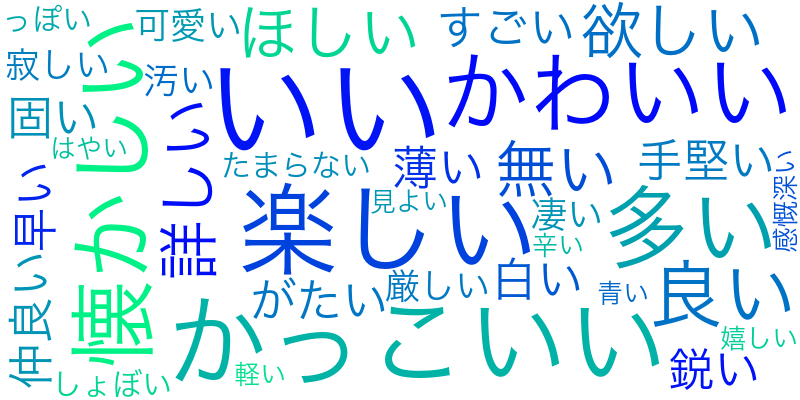 っぽい
可愛い
ほしい
すごい
欲しい
寂しい
汚い
いい
かわいい
固い
はやい
懐かしい
詳しい
たまらない
薄い
無い
手堅い
早い
楽しい
見よい
凄い
辛い
多い
感慨深い
仲良い
がたい
厳しい
白い
青い
良い
かっこいい
しょぼい
軽い
鋭い
嬉しい